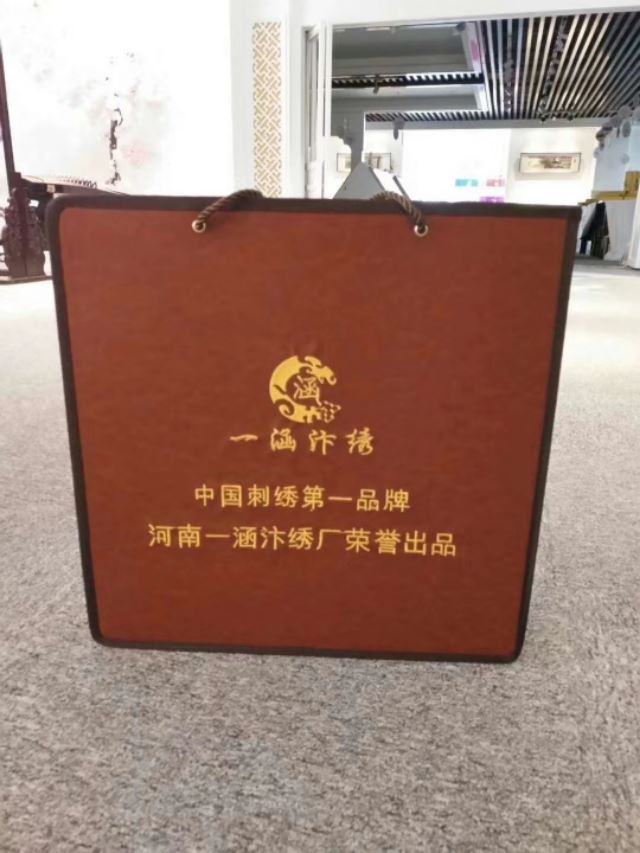 涵
一涵汴绣
中国刺绣第一品牌
河南一涵汴绣厂荣誉出品